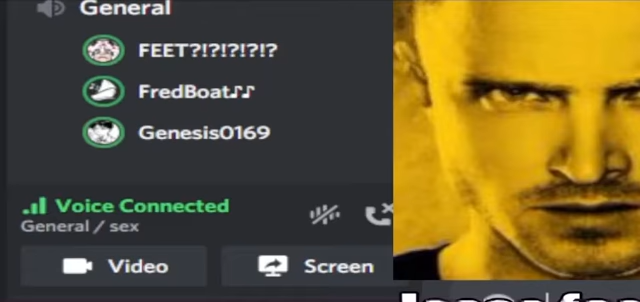 General
FEET?!?!?!?!?
FredBoat♪♪
Genesis0169
Voice Connected
General / sex
Video
Screen